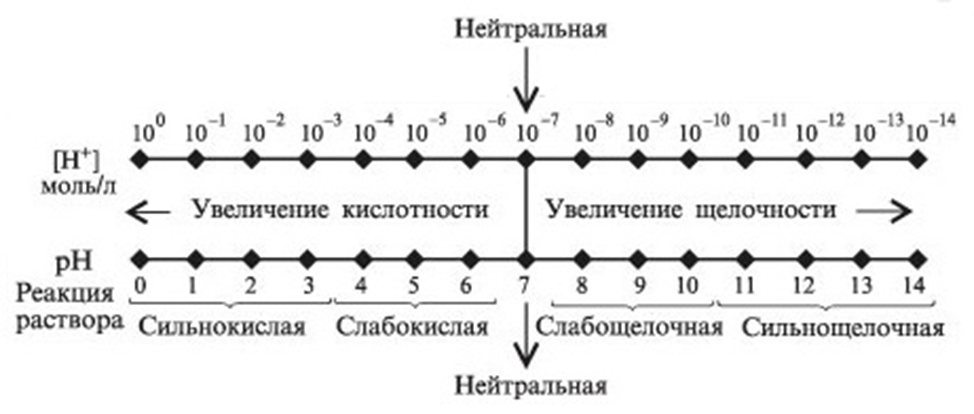 Нейтральная
10⁰ 10⁻¹ 10⁻² 10⁻³ 10⁻⁴ 10⁻⁵ 10⁻⁶ 10⁻⁷ 10⁻⁸ 10⁻⁹ 10⁻¹⁰ 10⁻¹¹ 10⁻¹² 10⁻¹³ 10⁻¹⁴
[H⁺]
моль/л
Увеличение кислотности Увеличение щелочности
pH
0 1 2 3 4 5 6 7 8 9 10 11 12 13 14
Реакция
раствора
Сильнокислая Слабокислая Слабощелочная Сильнощелочная
Нейтральная